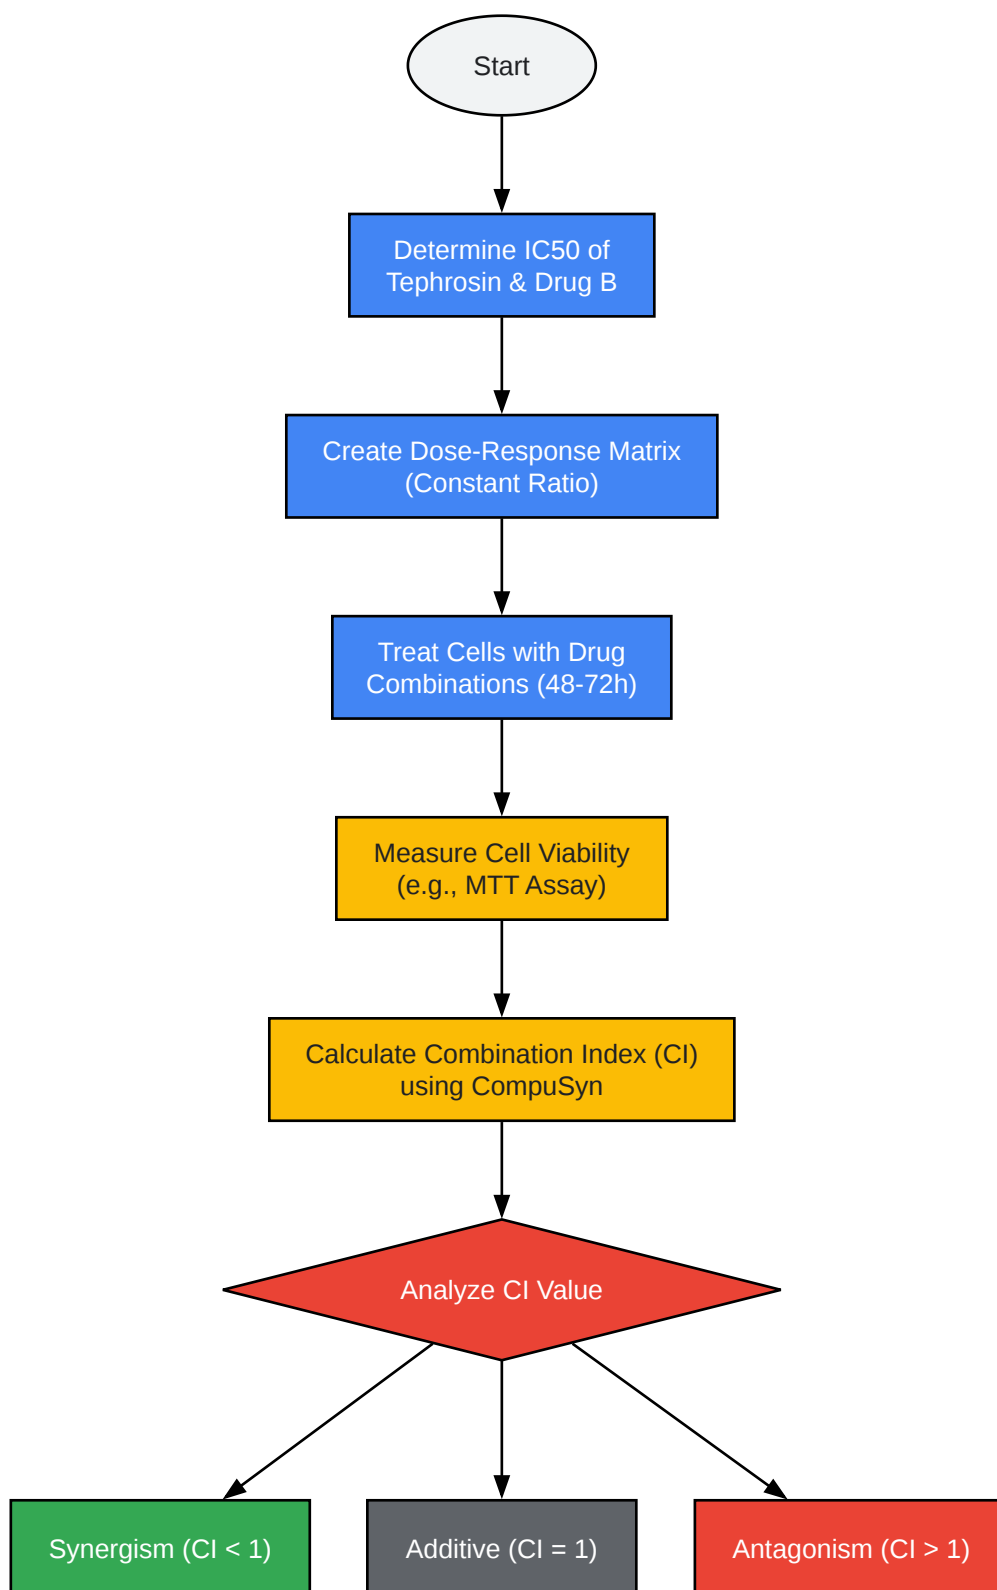 Start
Determine IC50 of
Tephrosin & Drug B
Create Dose-Response Matrix
(Constant Ratio)
Treat Cells with Drug
Combinations (48-72h)
Measure Cell Viability
(e.g., MTT Assay)
Calculate Combination Index (CI)
using CompuSyn
Analyze CI Value
Synergism (CI < 1)
Additive (CI = 1)
Antagonism (CI > 1)